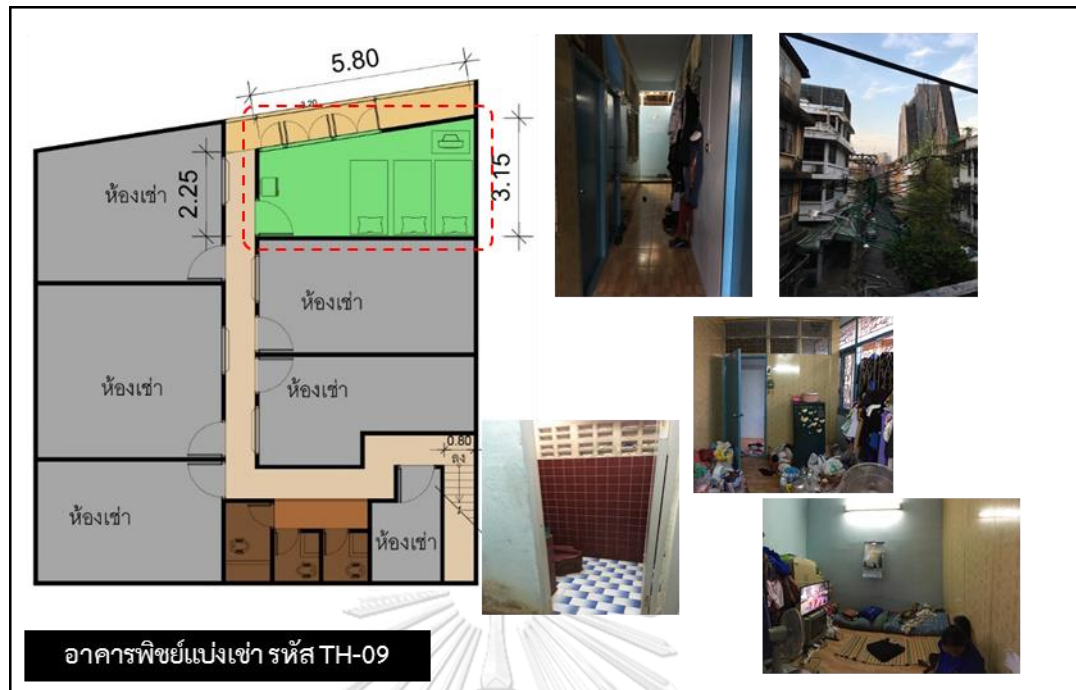 5.80
3.20
3.15
2.25
ห้องเช่า
ห้องเช่า
ห้องเช่า
ห้องเช่า
ห้องเช่า
0.80
ลง
ห้องเช่า
อาคารพิชย์แบ่งเช่า รหัส TH-09